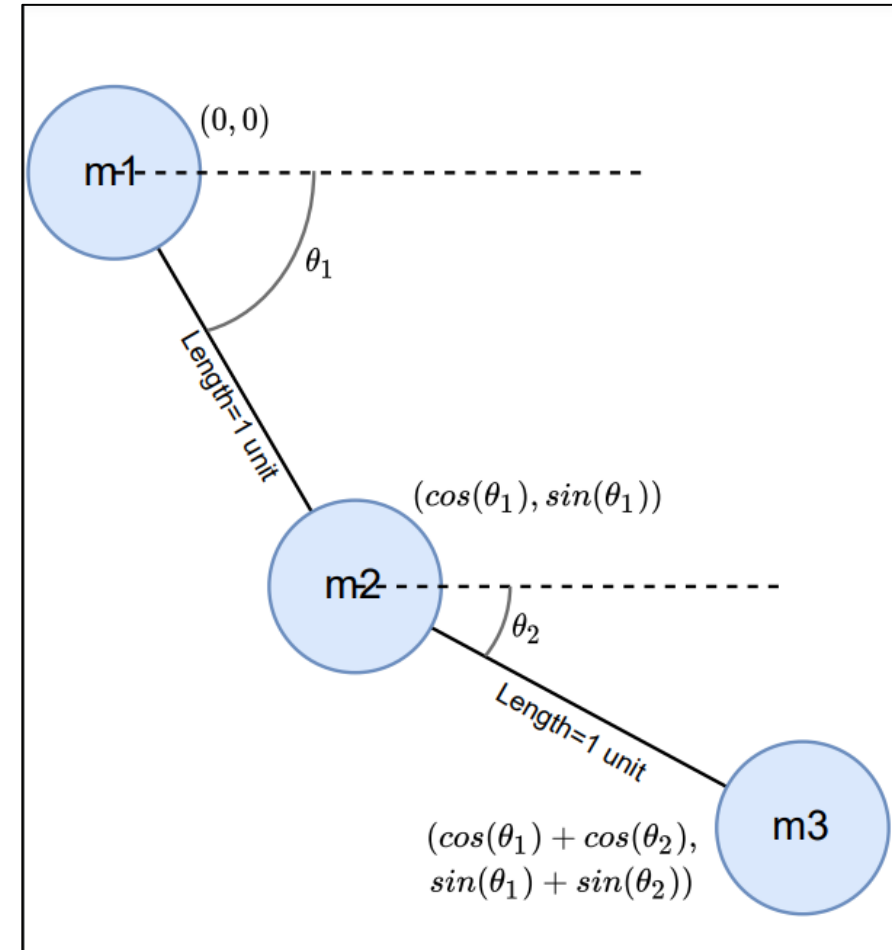 (0, 0)
m1
θ₁
Length=1 unit
(cos(θ₁), sin(θ₁))
m2
θ₂
Length=1 unit
m3
(cos(θ₁) + cos(θ₂),
sin(θ₁) + sin(θ₂))